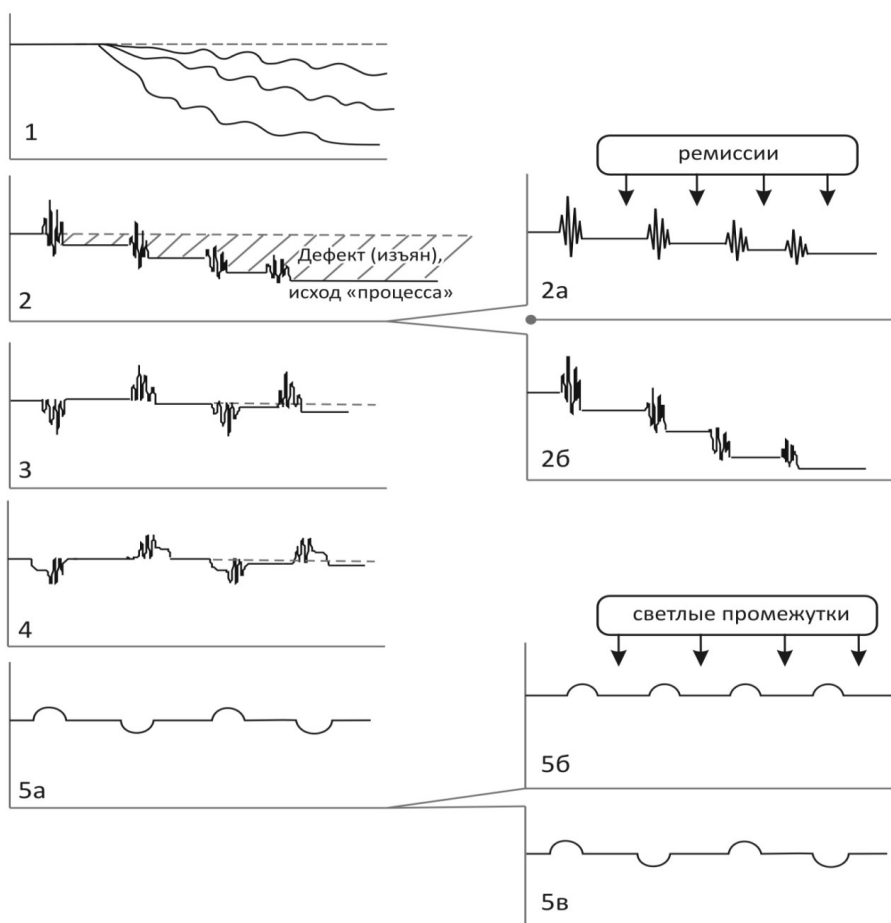 1
ремиссии
2
Дефект (изъян),
исход «процесса»
2а
3
2б
4
светлые промежутки
5а
5б
5в